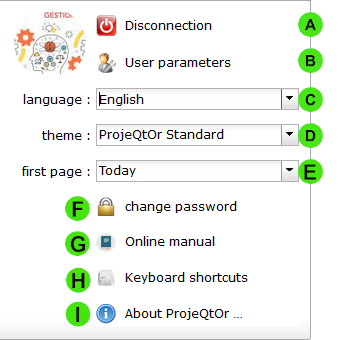 GESTIO
Disconnection A
User parameters B
language : English C
theme : ProjeQtOr Standard D
first page : Today E
F change password
G Online manual
H Keyboard shortcuts
I About ProjeQtOr ...